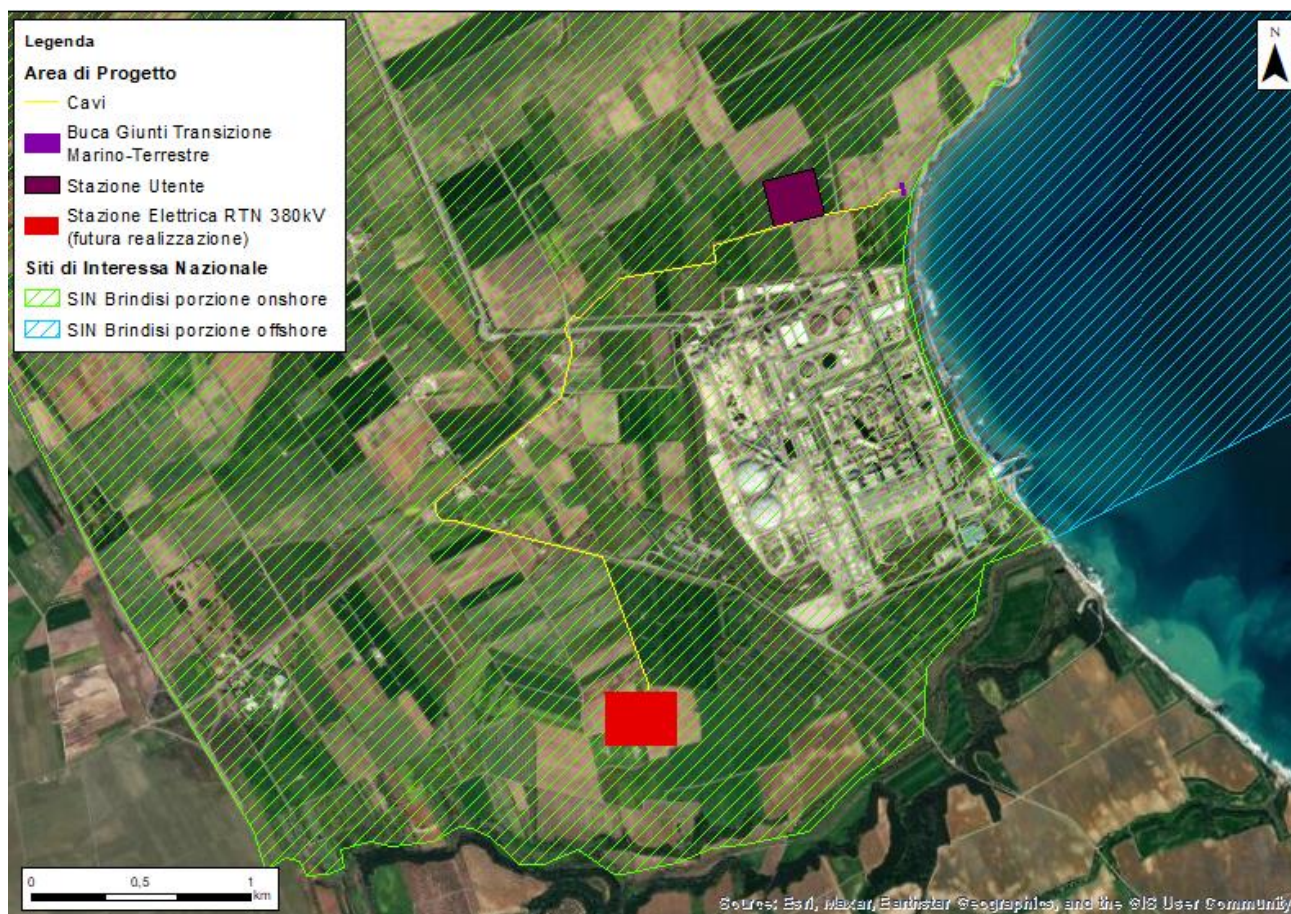 Legenda
Area di Progetto
Cavi
Buca Giunti Transizione
Marino-Terrestre
Stazione Utente
Stazione Elettrica RTN 380kV
(futura realizzazione)
Siti di Interessa Nazionale
SIN Brindisi porzione onshore
SIN Brindisi porzione offshore
N
0 0,5 1
km
Source: Esri, Maxar, Earthstar Geographics, and the GIS User Community